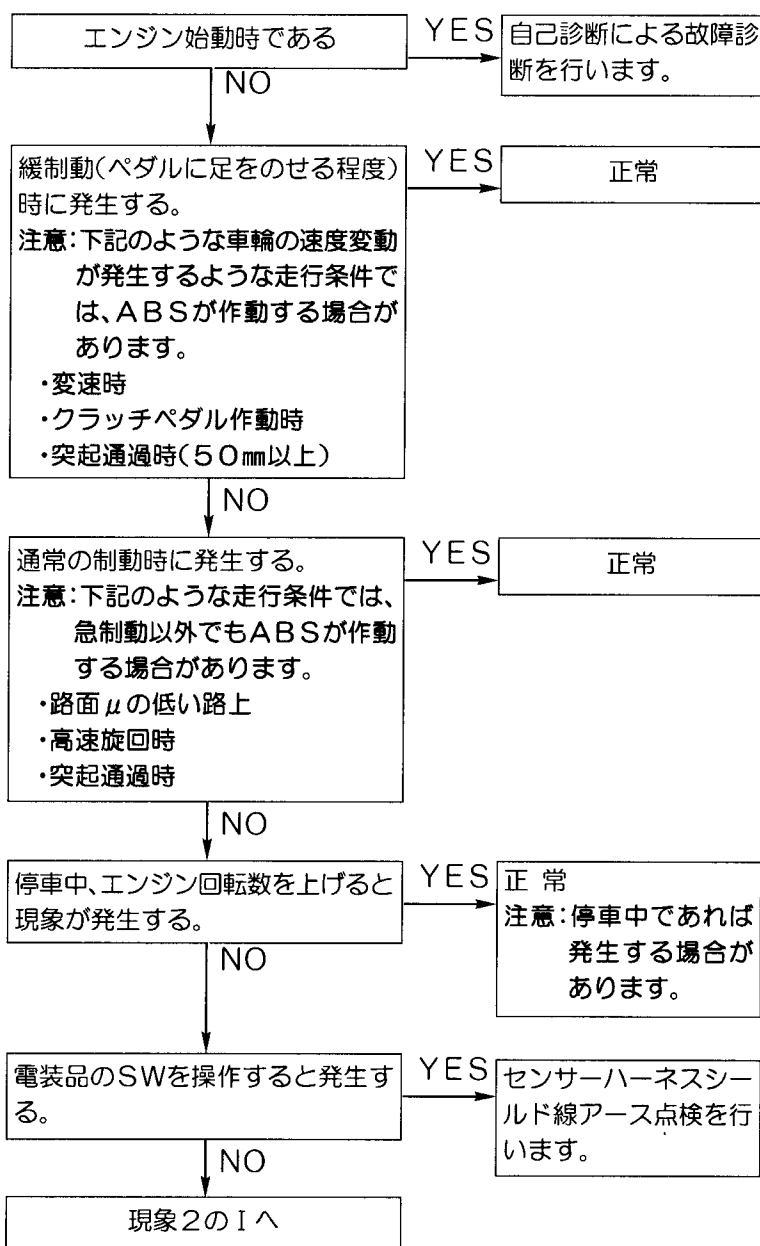 エンジン始動時である
YES
自己診断による故障診
断を行います。
NO
緩制動(ペダルに足をのせる程度)
時に発生する。
注意:下記のような車輪の速度変動
が発生するような走行条件で
は、ABSが作動する場合が
あります。
・変速時
・クラッチペダル作動時
・突起通過時(50㎜以上)
YES
正常
NO
通常の制動時に発生する。
注意:下記のような走行条件では、
急制動以外でもABSが作動
する場合があります。
・路面μの低い路上
・高速旋回時
・突起通過時
YES
正常
NO
停車中、エンジン回転数を上げると
現象が発生する。
YES
正 常
注意:停車中であれば
発生する場合が
あります。
NO
電装品のSWを操作すると発生す
る。
YES
センサーハーネスシー
ルド線アース点検を行
います。
NO
現象2のIへ